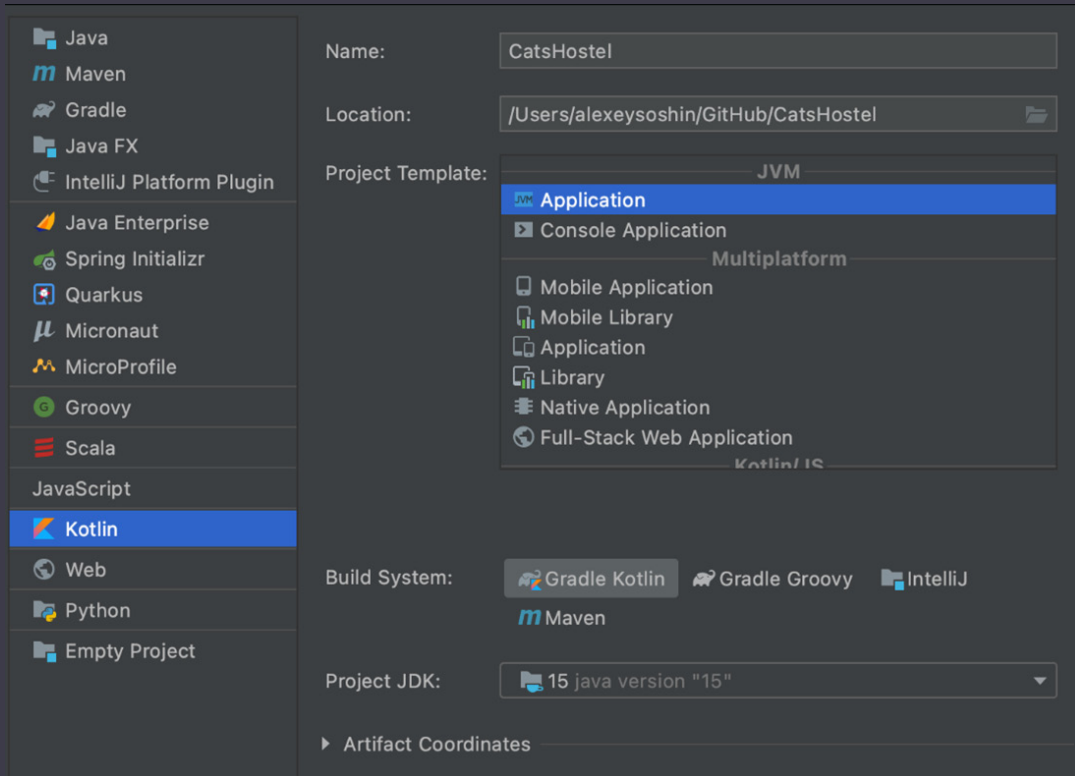 Java
Maven
Gradle
Java FX
IntelliJ Platform Plugin
Java Enterprise
Spring Initializr
Quarkus
Micronaut
MicroProfile
Groovy
Scala
JavaScript
Kotlin
Web
Python
Empty Project
Name: CatsHostel
Location: /Users/alexeysoshin/GitHub/CatsHostel
Project Template:
JVM
Application
Console Application
Multiplatform
Mobile Application
Mobile Library
Application
Library
Native Application
Full-Stack Web Application
Kotlin/JS
Build System: Gradle Kotlin Gradle Groovy IntelliJ
Maven
Project JDK: 15 java version "15"
Artifact Coordinates